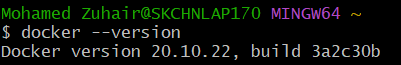 Mohamed Zuhair@SKCHNLAP170 MINGW64 ~
$ docker --version
Docker version 20.10.22, build 3a2c30b